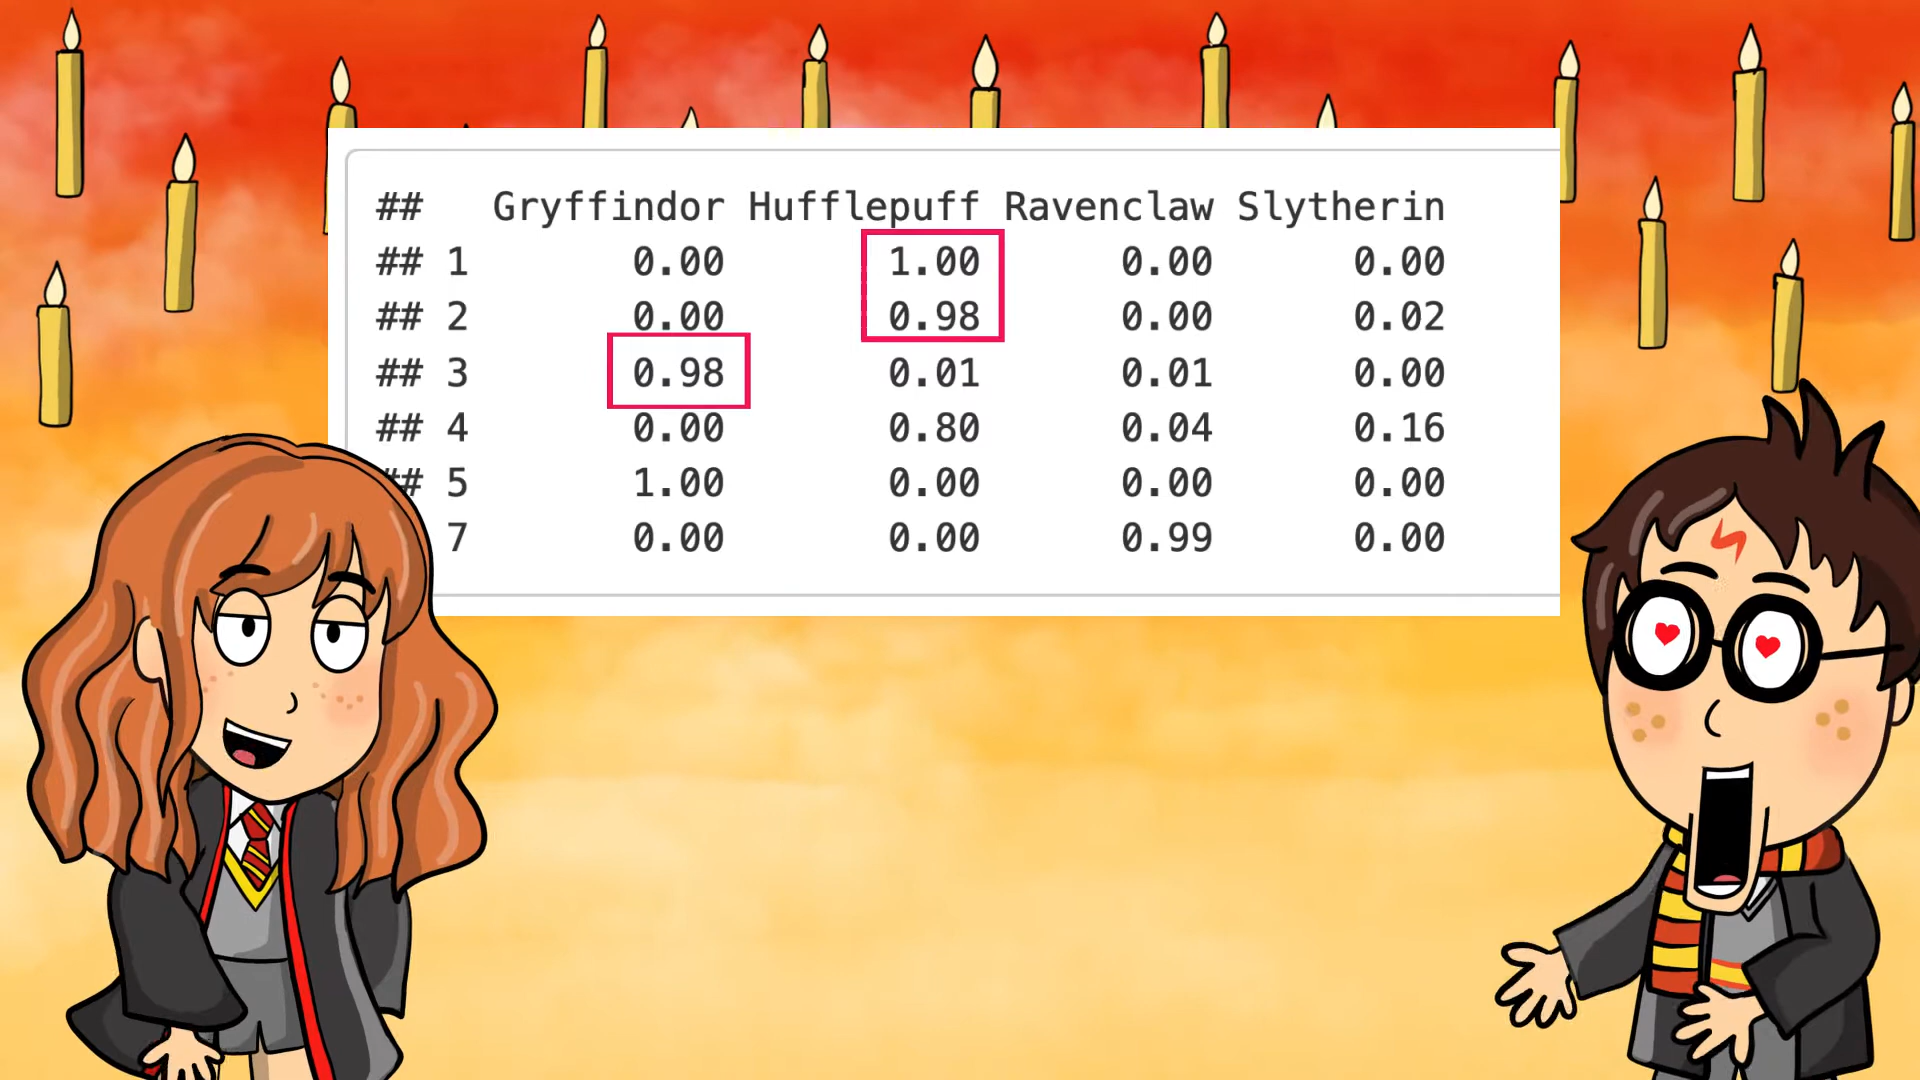 ## Gryffindor Hufflepuff Ravenclaw Slytherin
## 1 0.00 1.00 0.00 0.00
## 2 0.00 0.98 0.00 0.02
## 3 0.98 0.01 0.01 0.00
## 4 0.00 0.80 0.04 0.16
## 5 1.00 0.00 0.00 0.00
7 0.00 0.00 0.99 0.00